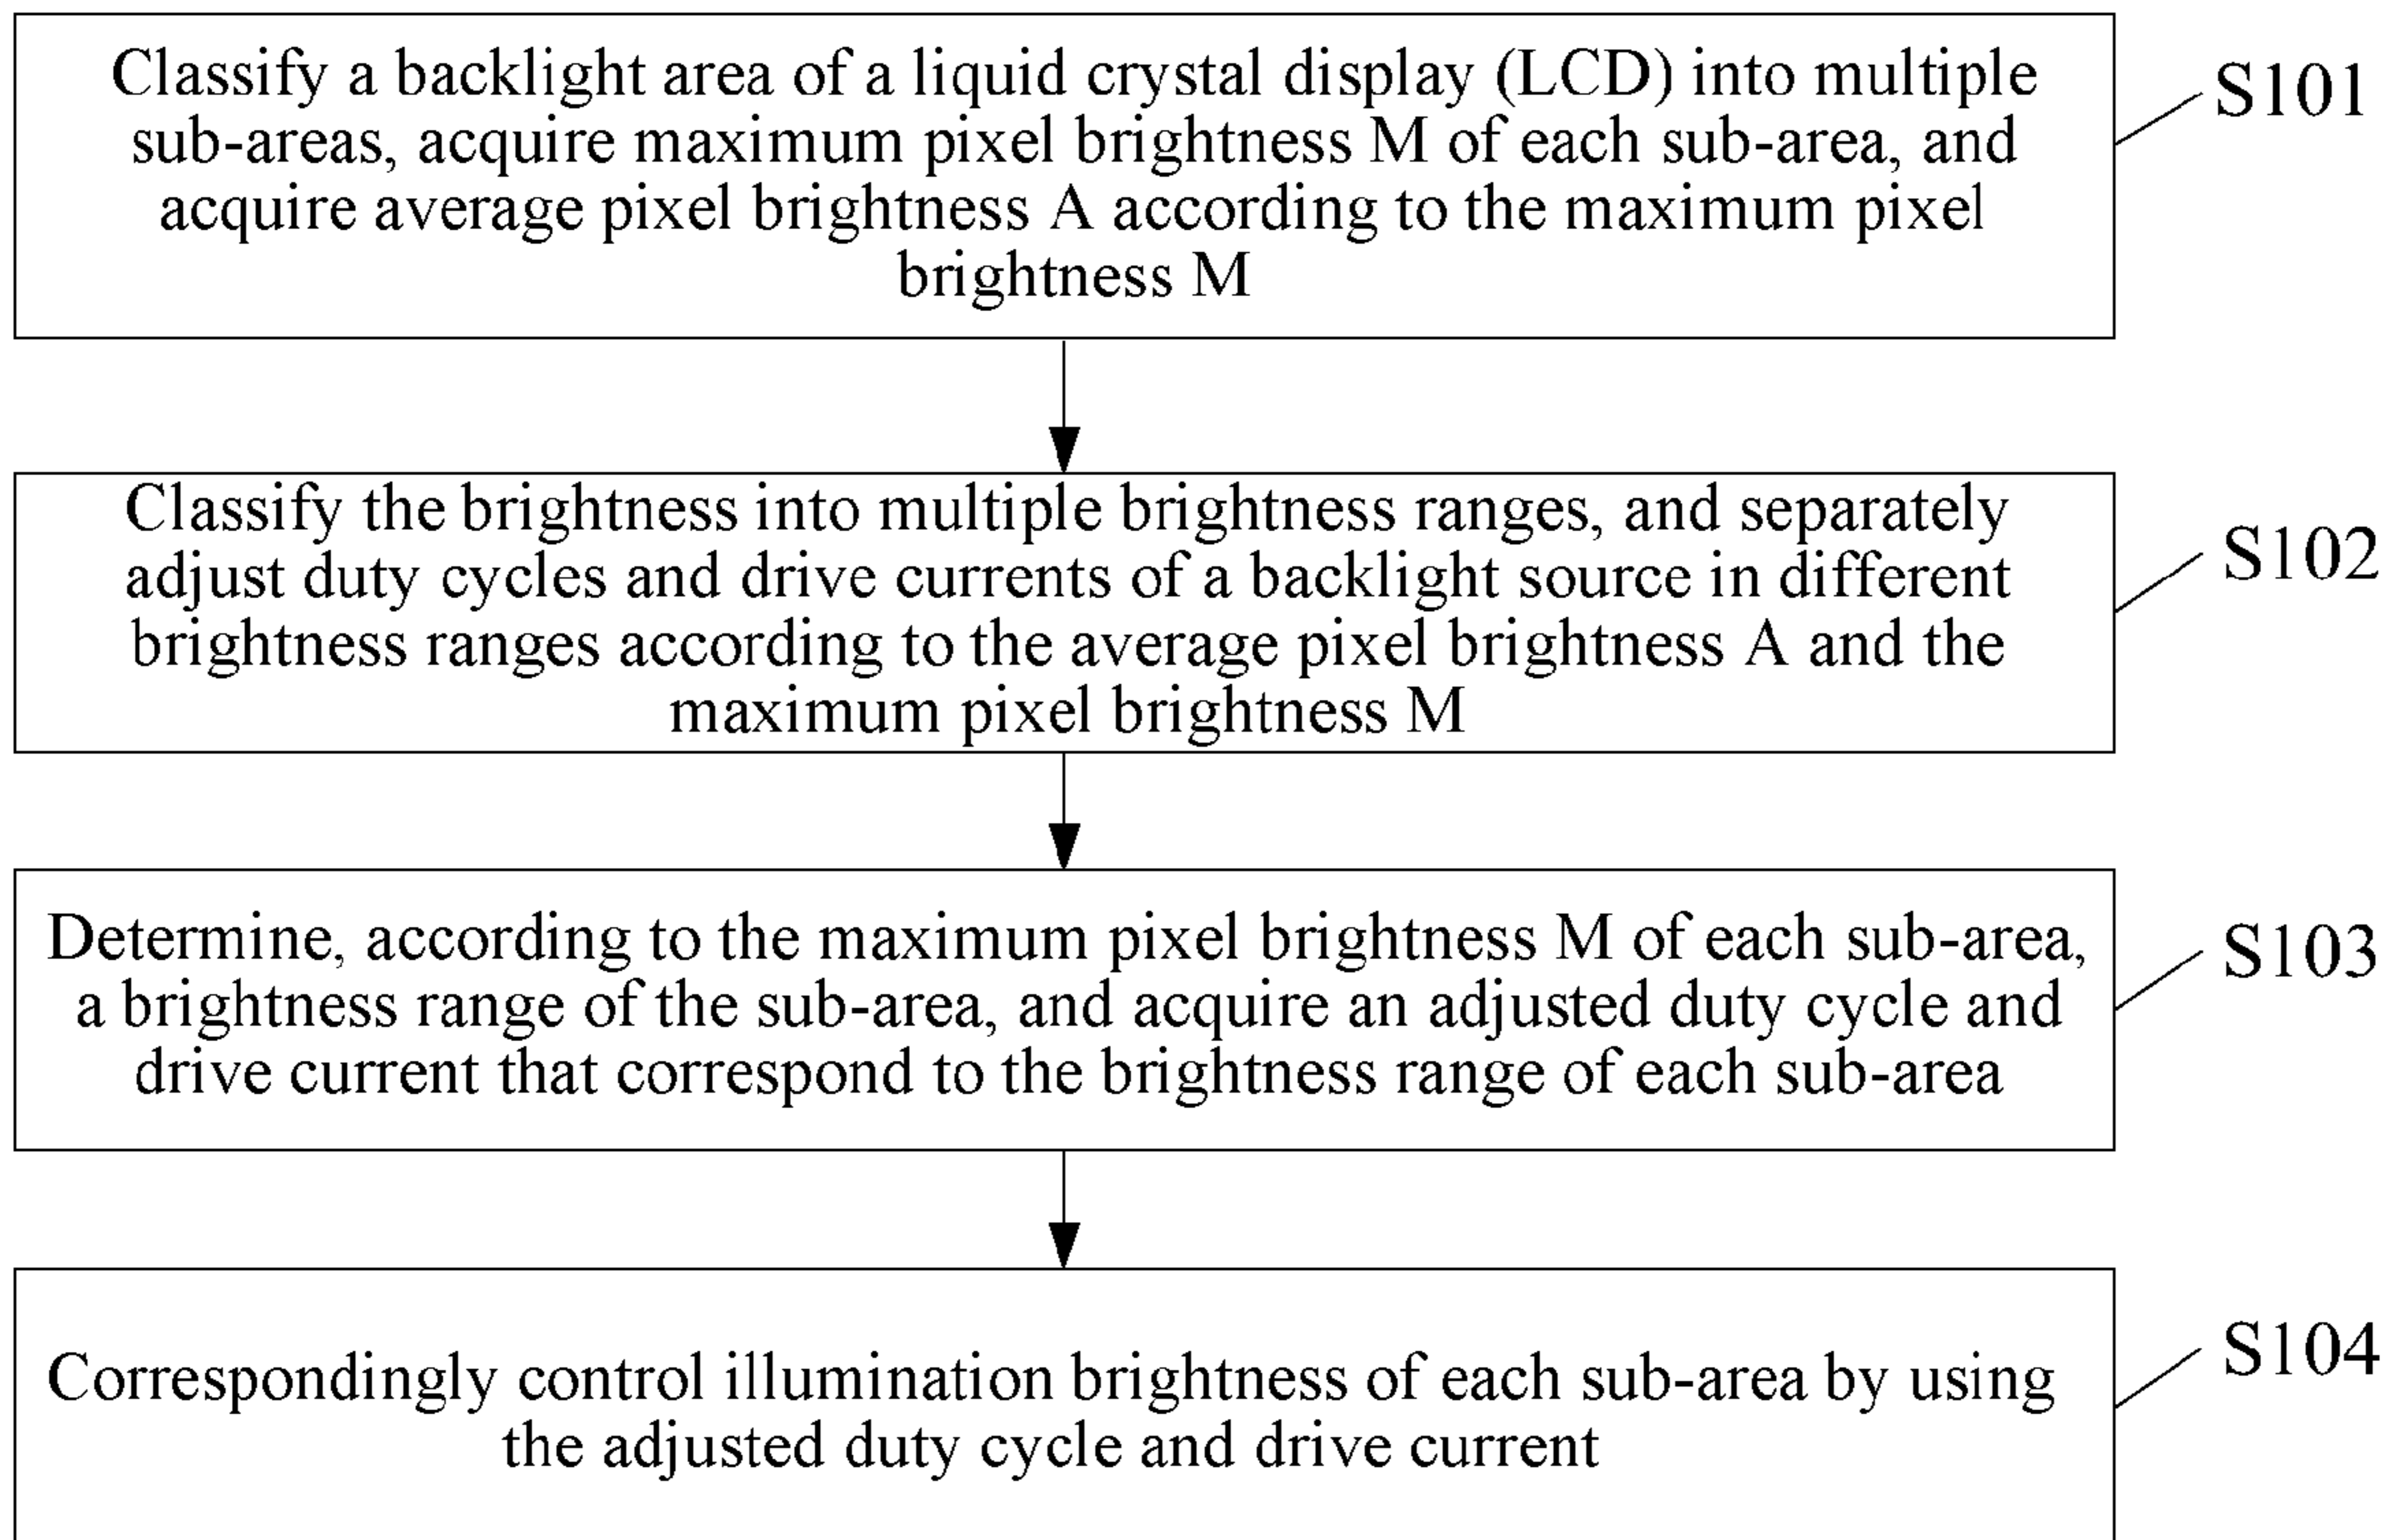 Classify a backlight area of a liquid crystal display (LCD) into multiple
sub-areas, acquire maximum pixel brightness M of each sub-area, and
acquire average pixel brightness A according to the maximum pixel
brightness M
S101
Classify the brightness into multiple brightness ranges, and separately
adjust duty cycles and drive currents of a backlight source in different
brightness ranges according to the average pixel brightness A and the
maximum pixel brightness M
S102
Determine, according to the maximum pixel brightness M of each sub-area,
a brightness range of the sub-area, and acquire an adjusted duty cycle and
drive current that correspond to the brightness range of each sub-area
S103
Correspondingly control illumination brightness of each sub-area by using
the adjusted duty cycle and drive current
S104